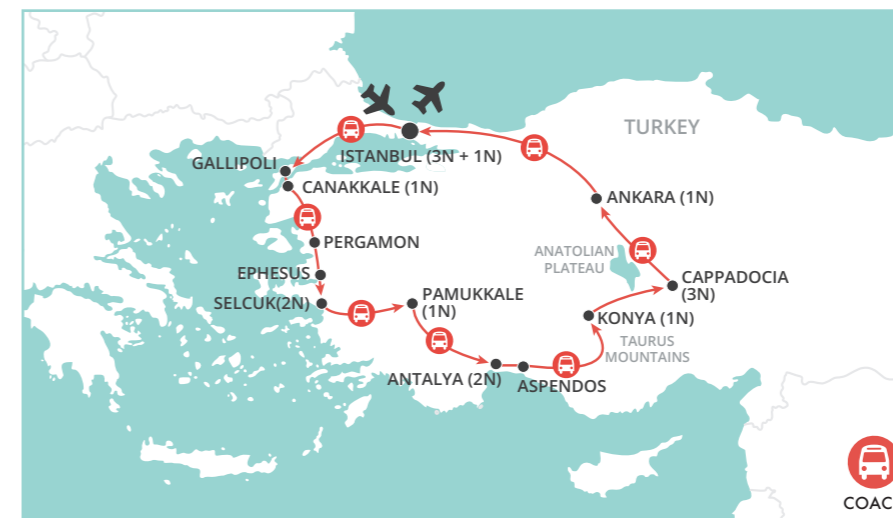 TURKEY
ISTANBUL (3N + 1N)
GALLIPOLI
CANAKKALE (1N)
ANKARA (1N)
PERGAMON
ANATOLIAN
PLATEAU
EPHESUS
CAPPADOCIA
(3N)
SELCUK(2N)
PAMUKKALE
(1N)
KONYA (1N)
TAURUS
MOUNTAINS
ANTALYA (2N)
ASPENDOS
COAC